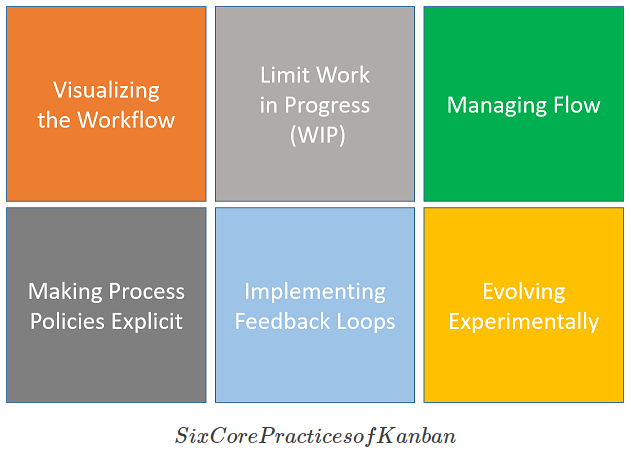 Visualizing
the Workflow
Limit Work
in Progress
(WIP)
Managing Flow
Making Process
Policies Explicit
Implementing
Feedback Loops
Evolving
Experimentally
SixCorePracticesofKanban